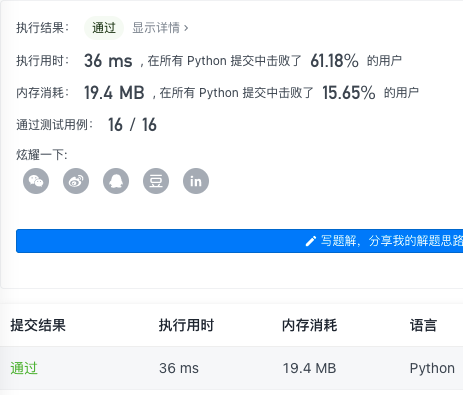 执行结果： 通过 显示详情 ›
执行用时： 36 ms , 在所有 Python 提交中击败了 61.18% 的用户
内存消耗： 19.4 MB , 在所有 Python 提交中击败了 15.65% 的用户
通过测试用例： 16 / 16
炫耀一下:
豆 in
写题解，分享我的解题思路
提交结果 执行用时 内存消耗 语言
通过 36 ms 19.4 MB Python